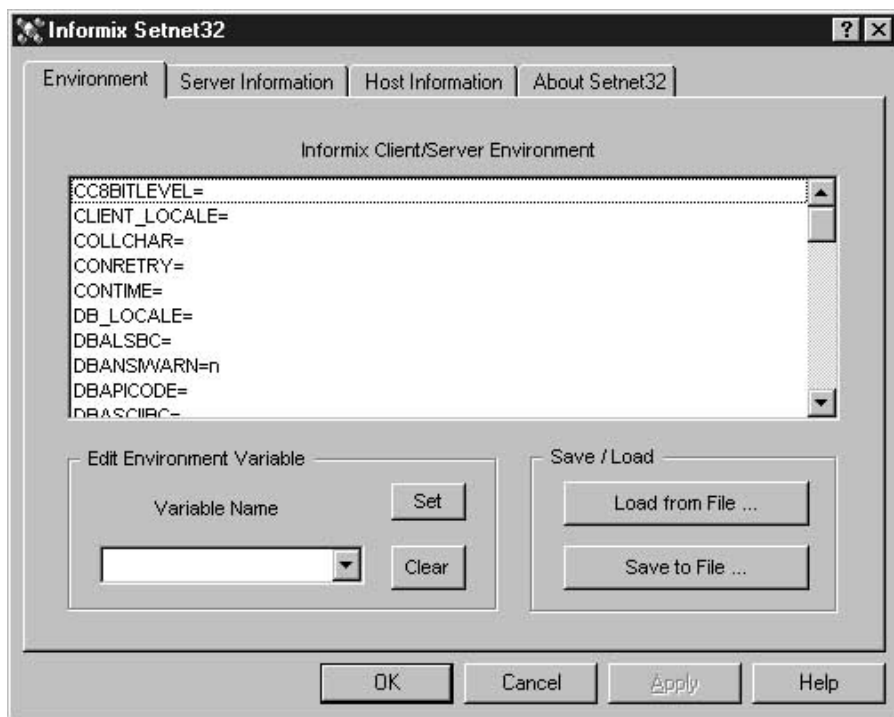 Informix Setnet32
Environment
Server Information
Host Information
About Setnet32
Informix Client/Server Environment
CC8BITLEVEL=
CLIENT_LOCALE=
COLLCHAR=
CONRETRY=
CONTIME=
DB_LOCALE=
DBALSBC=
DBANSIWARN=n
DBAPICODE=
DBASCIIBC=
Edit Environment Variable
Variable Name
Set
Clear
Save / Load
Load from File ...
Save to File ...
OK
Cancel
Apply
Help